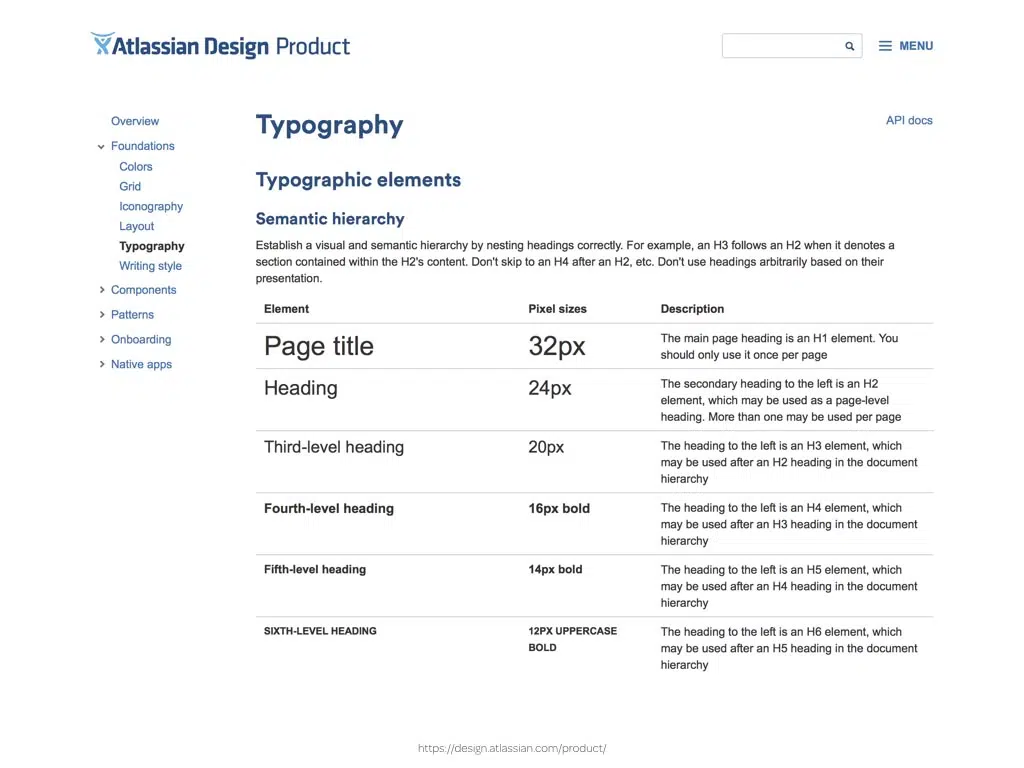 Atlassian Design Product
MENU
Overview
Foundations
Colors
Grid
Iconography
Layout
Typography
Writing style
Components
Patterns
Onboarding
Native apps
Typography
API docs
Typographic elements
Semantic hierarchy
Establish a visual and semantic hierarchy by nesting headings correctly. For example, an H3 follows an H2 when it denotes a
section contained within the H2's content. Don't skip to an H4 after an H2, etc. Don't use headings arbitrarily based on their
presentation.
Element Pixel sizes Description
Page title 32px The main page heading is an H1 element. You
should only use it once per page
Heading 24px The secondary heading to the left is an H2
element, which may be used as a page-level
heading. More than one may be used per page
Third-level heading 20px The heading to the left is an H3 element, which
may be used after an H2 heading in the document
hierarchy
Fourth-level heading 16px bold The heading to the left is an H4 element, which
may be used after an H3 heading in the document
hierarchy
Fifth-level heading 14px bold The heading to the left is an H5 element, which
may be used after an H4 heading in the document
hierarchy
SIXTH-LEVEL HEADING 12PX UPPERCASE The heading to the left is an H6 element, which
BOLD may be used after an H5 heading in the document
hierarchy
https://design.atlassian.com/product/